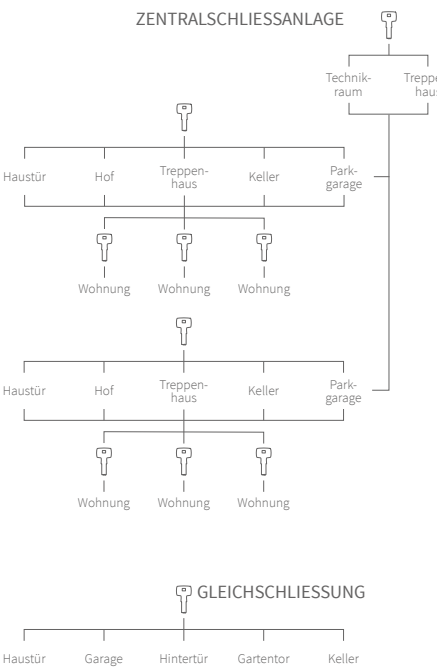 ZENTRALSCHLIESSANLAGE
Technik-
raum
Haustür
Hof
Treppen-
haus
Keller
Park-
garage
Wohnung
Wohnung
Wohnung
Haustür
Hof
Treppen-
haus
Keller
Park-
garage
Wohnung
Wohnung
Wohnung
GLEICHSCHLIESSUNG
Haustür
Garage
Hintertür
Gartentor
Keller